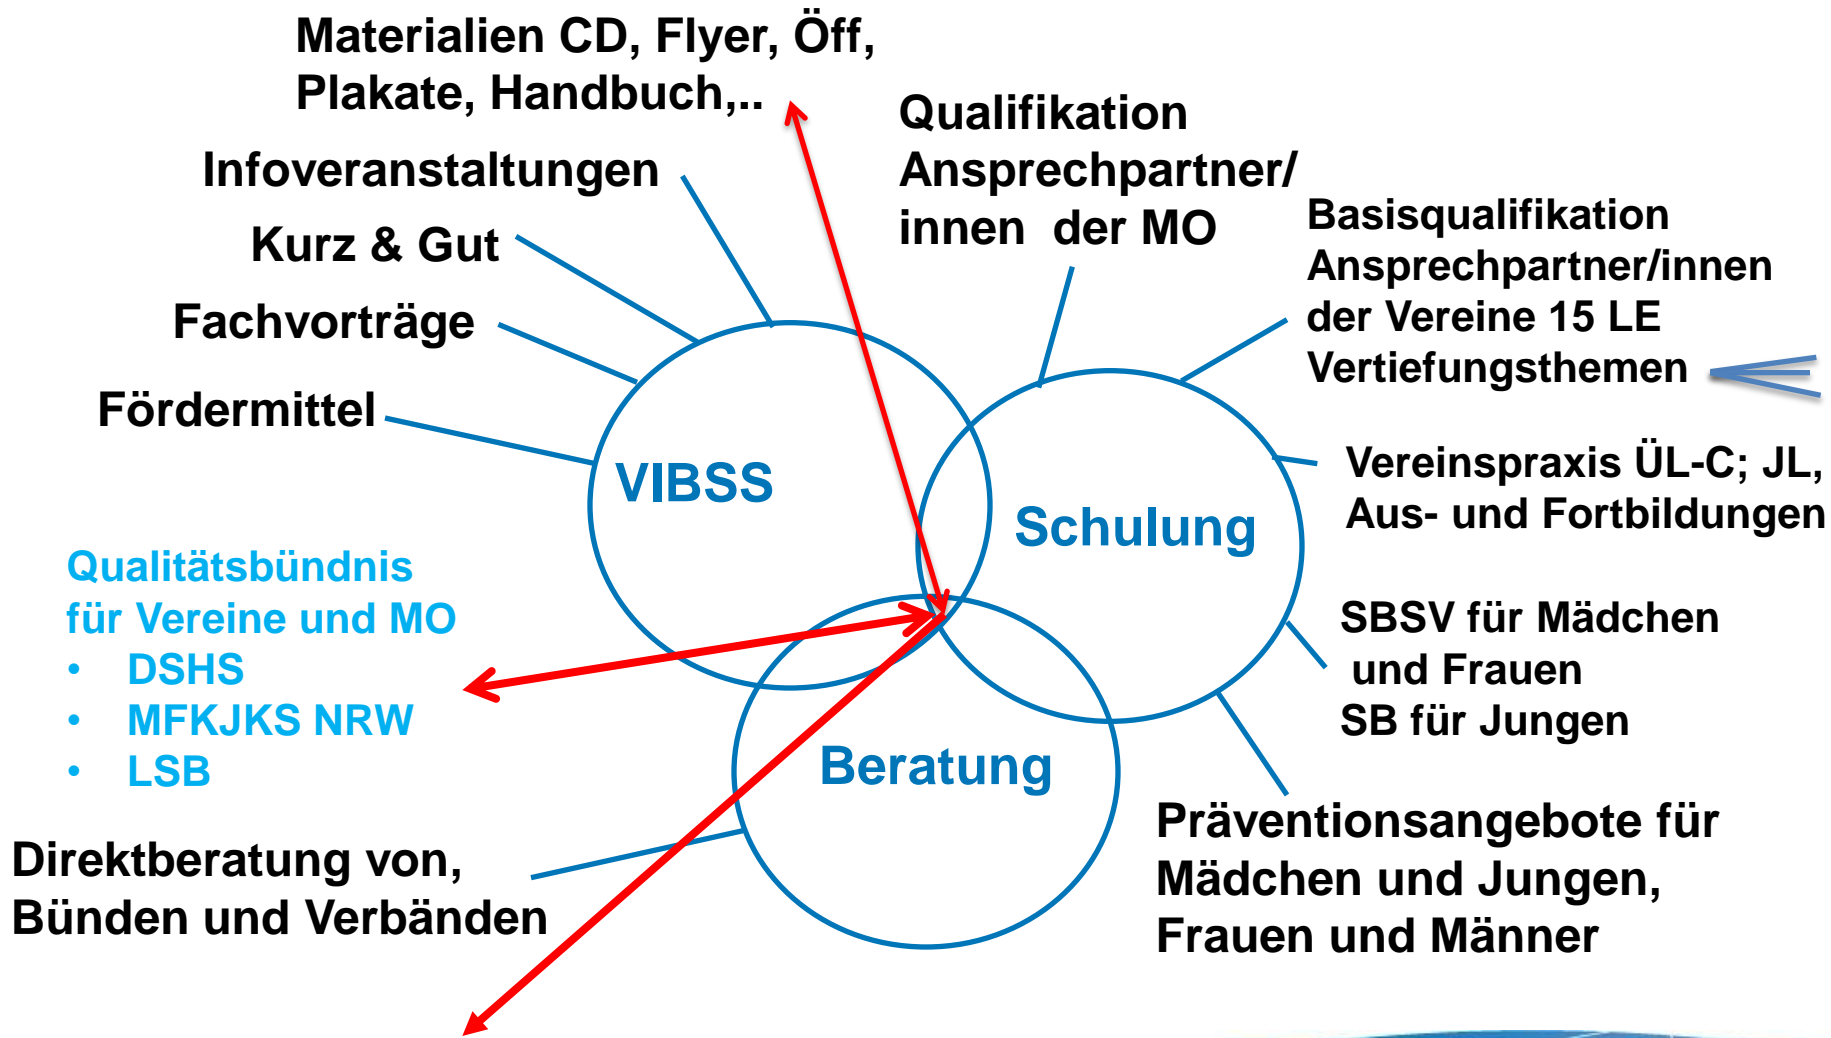 Materialien CD, Flyer, Öff,
Plakate, Handbuch,..
Infoveranstaltungen
Kurz & Gut
Fachvorträge
Fördermittel
Qualifikation
Ansprechpartner/
innen der MO
Basisqualifikation
Ansprechpartner/innen
der Vereine 15 LE
Vertiefungsthemen
VIBSS
Schulung
Beratung
Vereinspraxis ÜL-C; JL,
Aus- und Fortbildungen
Qualitätsbündnis
für Vereine und MO
• DSHS
• MFKJKS NRW
• LSB
SBSV für Mädchen
und Frauen
SB für Jungen
Direktberatung von,
Bünden und Verbänden
Präventionsangebote für
Mädchen und Jungen,
Frauen und Männer